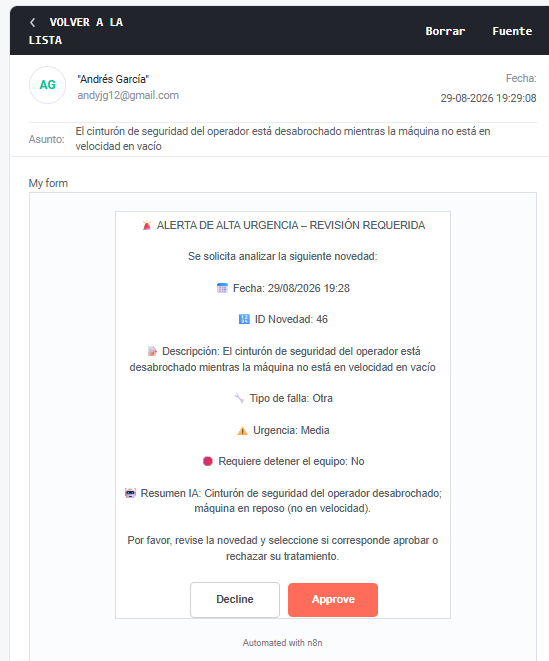 VOLVER A LA
LISTA
Borrar
Fuente
AG
"Andrés García"
andyjg12@gmail.com
Fecha:
29-08-2026 19:29:08
Asunto:
El cinturón de seguridad del operador está desabrochado mientras la máquina no está en
velocidad en vacío
My form
ALERTA DE ALTA URGENCIA – REVISIÓN REQUERIDA
Se solicita analizar la siguiente novedad:
Fecha: 29/08/2026 19:28
ID Novedad: 46
Descripción: El cinturón de seguridad del operador está
desabrochado mientras la máquina no está en velocidad en vacío
Tipo de falla: Otra
Urgencia: Media
Requiere detener el equipo: No
Resumen IA: Cinturón de seguridad del operador desabrochado;
máquina en reposo (no en velocidad).
Por favor, revise la novedad y seleccione si corresponde aprobar o
rechazar su tratamiento.
Decline
Approve
Automated with n8n